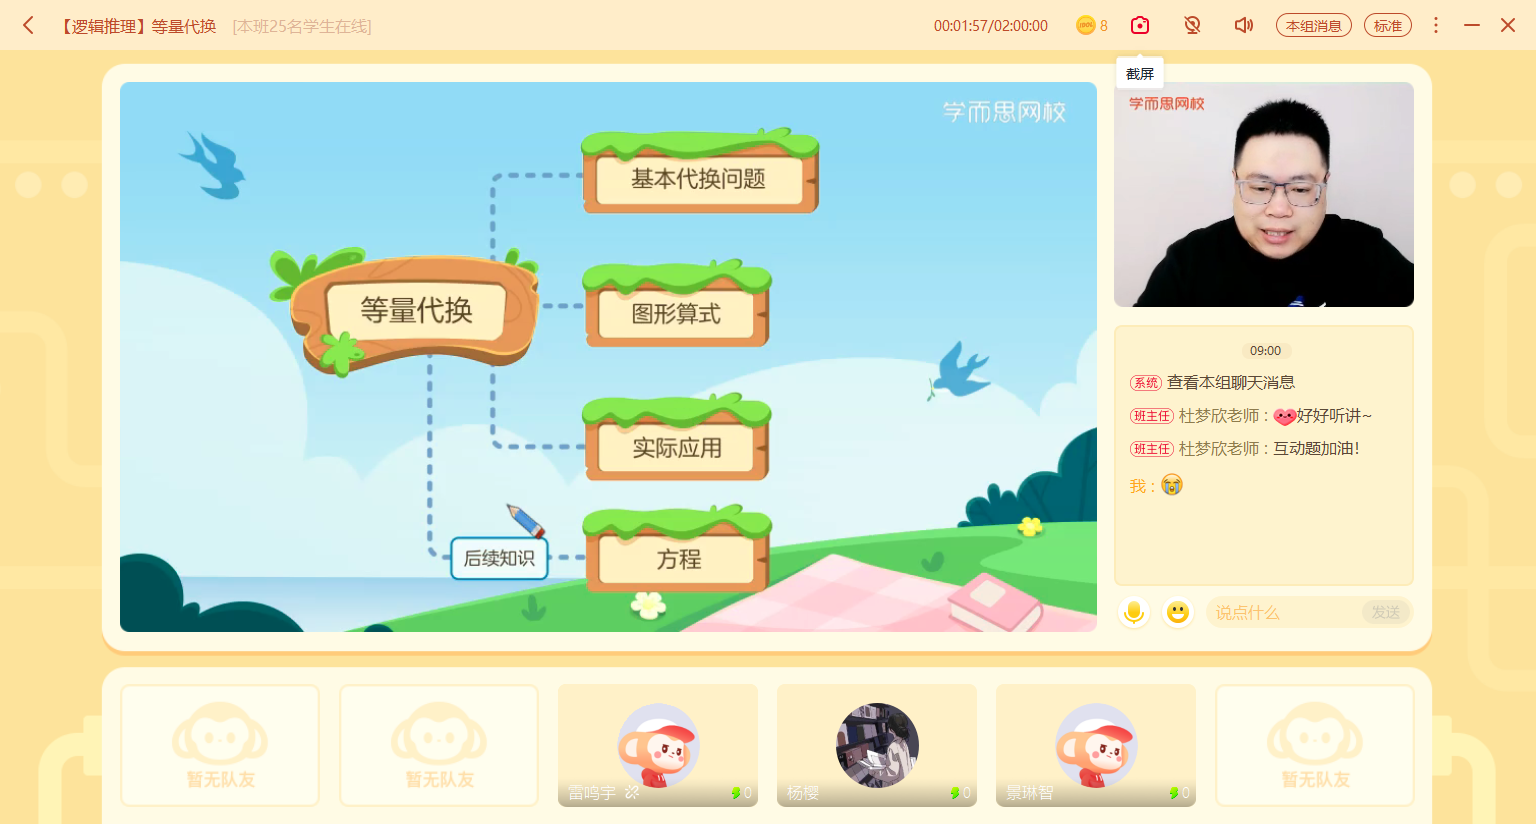 【逻辑推理】等量代换 [本班25名学生在线] 00:01:57/02:00:00 8 本组消息 标准
截屏
学而思网校
学而思网校
基本代换问题
等量代换
图形算式
实际应用
后续知识
方程
09:00
系统 查看本组聊天消息
班主任 杜梦欣老师：好好听讲~
班主任 杜梦欣老师：互动题加油!
我：
说点什么 发送
暂无队友
暂无队友
雷鸣宇 0
杨樱 0
景琳智 0
暂无队友